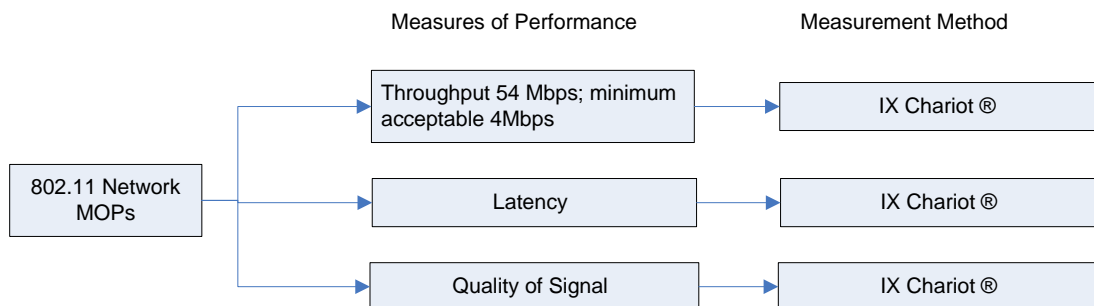 Measures of Performance
Measurement Method
Throughput 54 Mbps; minimum
acceptable 4Mbps
IX Chariot ®
802.11 Network
MOPs
Latency
IX Chariot ®
Quality of Signal
IX Chariot ®